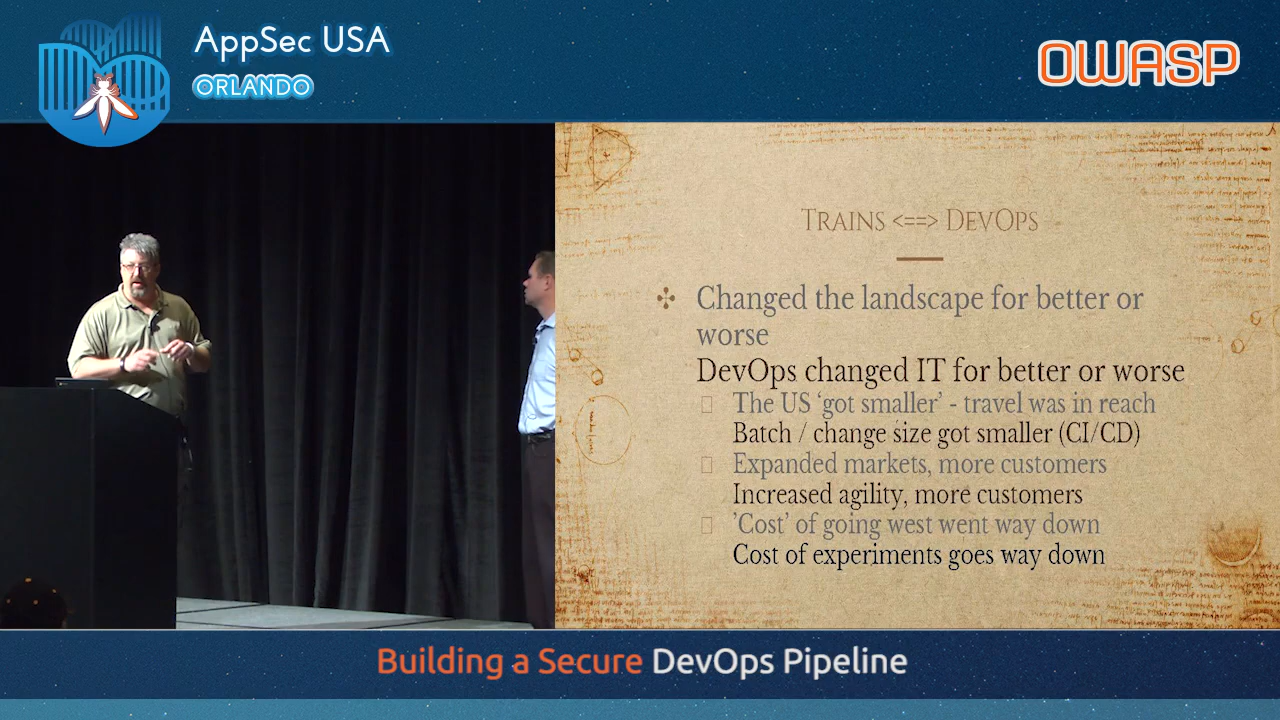 AppSec USA
ORLANDO
OWASP
Trains <==> DevOps
Changed the landscape for better or
worse
DevOps changed IT for better or worse
The US ‘got smaller’ - travel was in reach
Batch / change size got smaller (CI/CD)
Expanded markets, more customers
Increased agility, more customers
’Cost’ of going west went way down
Cost of experiments goes way down
Building a Secure DevOps Pipeline